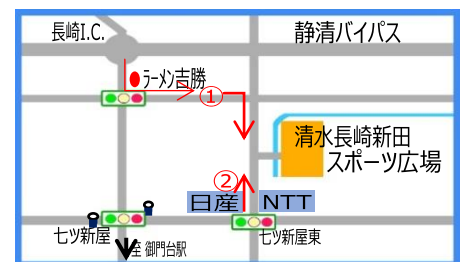 長崎I.C.
静清バイパス
ラーメン吉勝
①
清水長崎新田
スポーツ広場
②
日産
NTT
七ツ新屋
七ツ新屋東
至 御門台駅